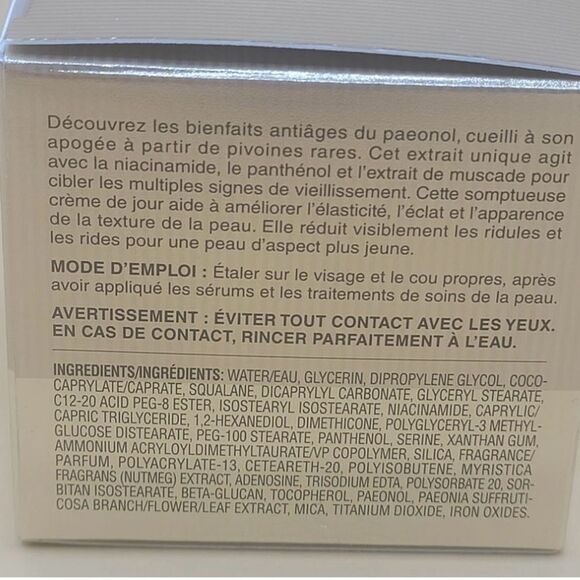 Découvrez les bienfaits antiâges du paeonol, cueilli à son
apogée à partir de pivoines rares. Cet extrait unique agit
avec la niacinamide, le panthénol et l'extrait de muscade pour
cibler les multiples signes de vieillissement. Cette somptueuse
crème de jour aide à améliorer l'élasticité, l'éclat et l'apparence
de la texture de la peau. Elle réduit visiblement les ridules et
les rides pour une peau d'aspect plus jeune.
MODE D'EMPLOI : Étaler sur le visage et le cou propres, après
avoir appliqué les sérums et les traitements de soins de la peau.
AVERTISSEMENT : ÉVITER TOUT CONTACT AVEC LES YEUX.
EN CAS DE CONTACT, RINCER PARFAITEMENT À L'EAU.
INGREDIENTS/INGRÉDIENTS: WATER/EAU, GLYCERIN, DIPROPYLENE GLYCOL, COCO-
CAPRYLATE/CAPRATE, SQUALANE, DICAPRYLYL CARBONATE, GLYCERYL STEARATE,
C12-20 ACID PEG-8 ESTER, ISOSTEARYL ISOSTEARATE, NIACINAMIDE, CAPRYLIC/
CAPRIC TRIGLYCERIDE, 1,2-HEXANEDIOL, DIMETHICONE, POLYGLYCERYL-3 METHYL-
GLUCOSE DISTEARATE, PEG-100 STEARATE, PANTHENOL, SERINE, XANTHAN GUM,
AMMONIUM ACRYLOYLDIMETHYLTAURATE/VP COPOLYMER, SILICA, FRAGRANCE/
PARFUM, POLYACRYLATE-13, CETEARETH-20, POLYISOBUTENE, MYRISTICA
FRAGRANS (NUTMEG) EXTRACT, ADENOSINE, TRISODIUM EDTA, POLYSORBATE 20, SOR-
BITAN ISOSTEARATE, BETA-GLUCAN, TOCOPHEROL, PAEONOL, PAEONIA SUFFRUTI-
COSA BRANCH/FLOWER/LEAF EXTRACT, MICA, TITANIUM DIOXIDE, IRON OXIDES.